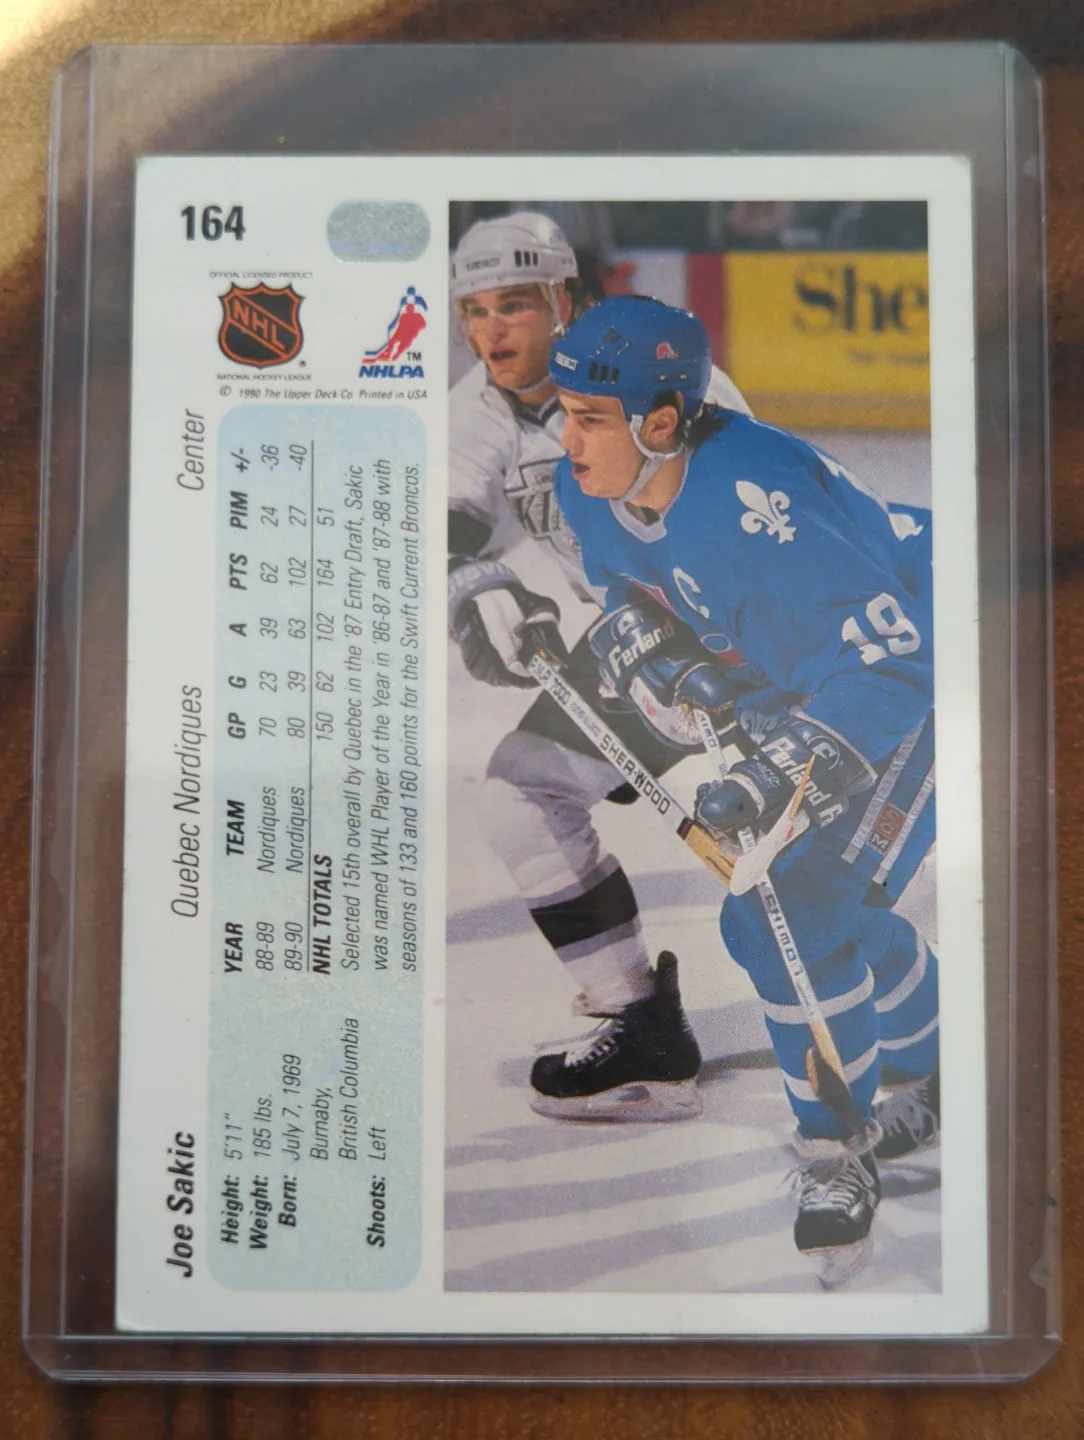 164
OFFICIAL LICENSED PRODUCT
NHL
®
NATIONAL HOCKEY LEAGUE
TM
NHLPA
© 1990 The Upper Deck Co. Printed in USA
Joe Sakic Quebec Nordiques Center
Height: 5'11"
Weight: 185 lbs.
Born: July 7, 1969
Burnaby,
British Columbia
Shoots: Left
YEAR TEAM GP G A PTS PIM +/-
88-89 Nordiques 70 23 39 62 24 -36
89-90 Nordiques 80 39 63 102 27 -40
NHL TOTALS 150 62 102 164 51
Selected 15th overall by Quebec in the '87 Entry Draft, Sakic
was named WHL Player of the Year in '86-87 and '87-88 with
seasons of 133 and 160 points for the Swift Current Broncos.
She
CCM
C
19
Ferland
SHER-WOOD
Ferland